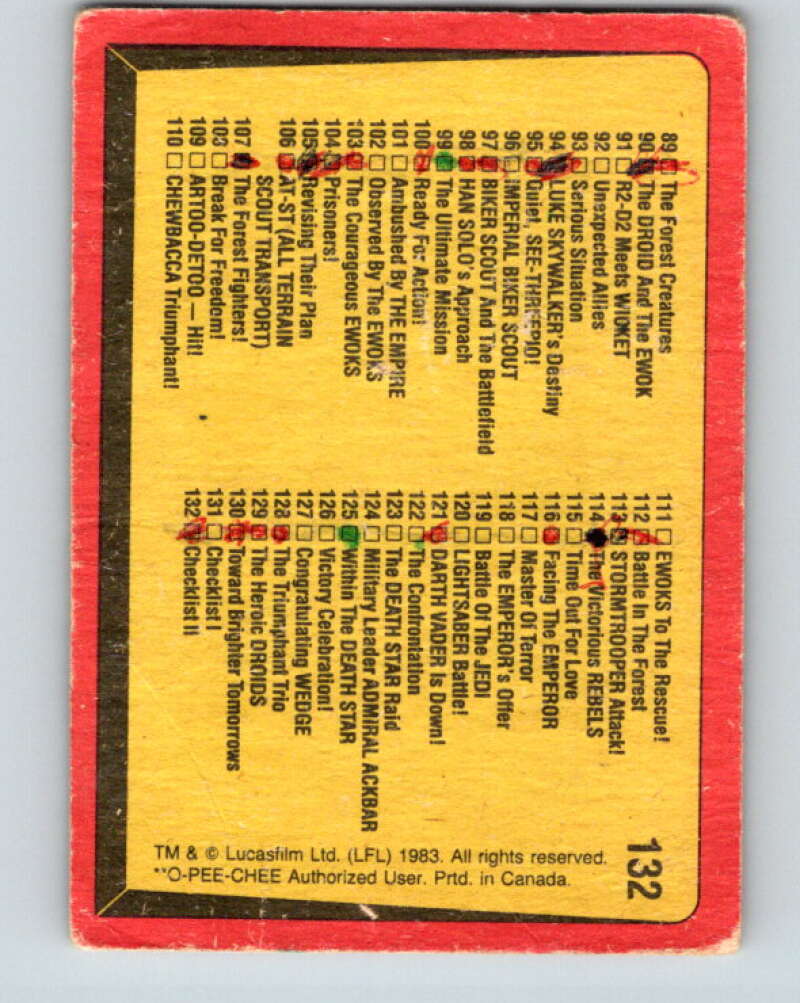 89 The Forest Creatures
90 The DROID And The EWOK
91 R2-D2 Meets WICKET
92 Unexpected Allies
93 Serious Situation
94 LUKE SKYWALKER's Destiny
95 Quiet, SEE-THREEPIO!
96 IMPERIAL BIKER SCOUT
97 BIKER SCOUT And The Battlefield
98 HAN SOLO's Approach
99 The Ultimate Mission
100 Ready For Action!
101 Ambushed By THE EMPIRE
102 Observed By The EWOKS
103 The Courageous EWOKS
104 Prisoners!
105 Revising Their Plan
106 AT-ST (ALL TERRAIN
SCOUT TRANSPORT)
107 The Forest Fighters!
108 Break For Freedom!
109 ARTOO-DETOO — Hit!
110 CHEWBACCA Triumphant!
111 EWOKS To The Rescue!
112 Battle In The Forest
113 STORMTROOPER Attack!
114 The Victorious REBELS
115 Time Out For Love
116 Facing The EMPEROR
117 Master Of Terror
118 The EMPEROR's Offer
119 Battle Of The JEDI
120 LIGHTSABER Battle!
121 DARTH VADER Is Down!
122 The Confrontation
123 The DEATH STAR Raid
124 Military Leader ADMIRAL ACKBAR
125 Within The DEATH STAR
126 Victory Celebration!
127 Congratulating WEDGE
128 The Triumphant Trio
129 The Heroic DROIDS
130 Toward Brighter Tomorrows
131 Checklist I
132 Checklist II
132
TM & © Lucasfilm Ltd. (LFL) 1983. All rights reserved.
**O-PEE-CHEE Authorized User. Prtd. in Canada.